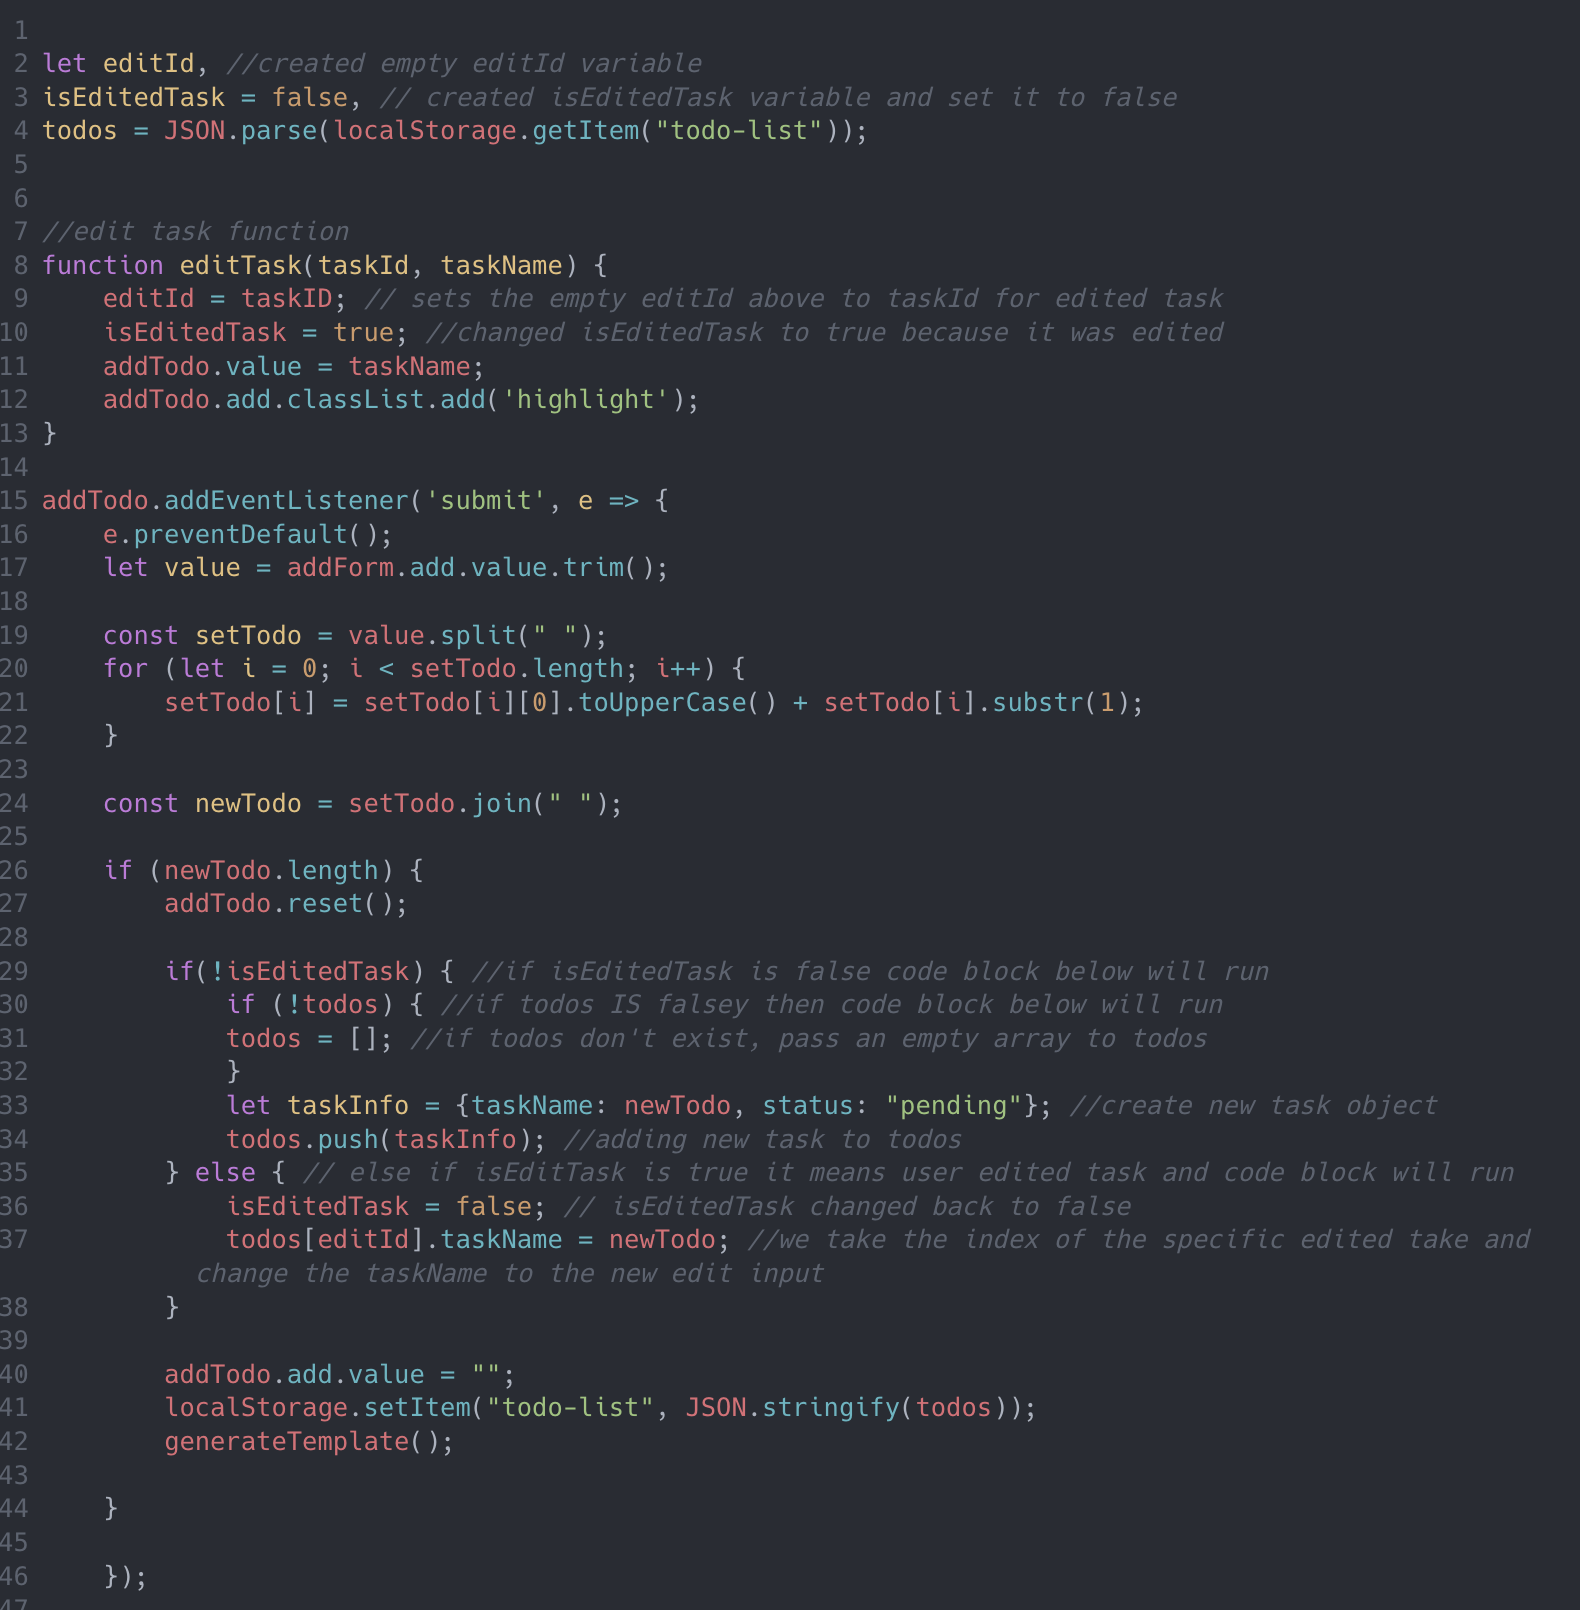 1
2 let editId, //created empty editId variable
3 isEditedTask = false, // created isEditedTask variable and set it to false
4 todos = JSON.parse(localStorage.getItem("todo-list"));
5
6
7 //edit task function
8 function editTask(taskId, taskName) {
9     editId = taskID; // sets the empty editId above to taskId for edited task
10     isEditedTask = true; //changed isEditedTask to true because it was edited
11     addTodo.value = taskName;
12     addTodo.add.classList.add('highlight');
13 }
14
15 addTodo.addEventListener('submit', e => {
16     e.preventDefault();
17     let value = addForm.add.value.trim();
18
19     const setTodo = value.split(" ");
20     for (let i = 0; i < setTodo.length; i++) {
21         setTodo[i] = setTodo[i][0].toUpperCase() + setTodo[i].substr(1);
22     }
23
24     const newTodo = setTodo.join(" ");
25
26     if (newTodo.length) {
27         addTodo.reset();
28
29         if(!isEditedTask) { //if isEditedTask is false code block below will run
30             if (!todos) { //if todos IS falsey then code block below will run
31             todos = []; //if todos don't exist, pass an empty array to todos
32             }
33             let taskInfo = {taskName: newTodo, status: "pending"}; //create new task object
34             todos.push(taskInfo); //adding new task to todos
35         } else { // else if isEditTask is true it means user edited task and code block will run
36             isEditedTask = false; // isEditedTask changed back to false
37             todos[editId].taskName = newTodo; //we take the index of the specific edited take and
change the taskName to the new edit input
38         }
39
40         addTodo.add.value = "";
41         localStorage.setItem("todo-list", JSON.stringify(todos));
42         generateTemplate();
43
44     }
45
46     });
47